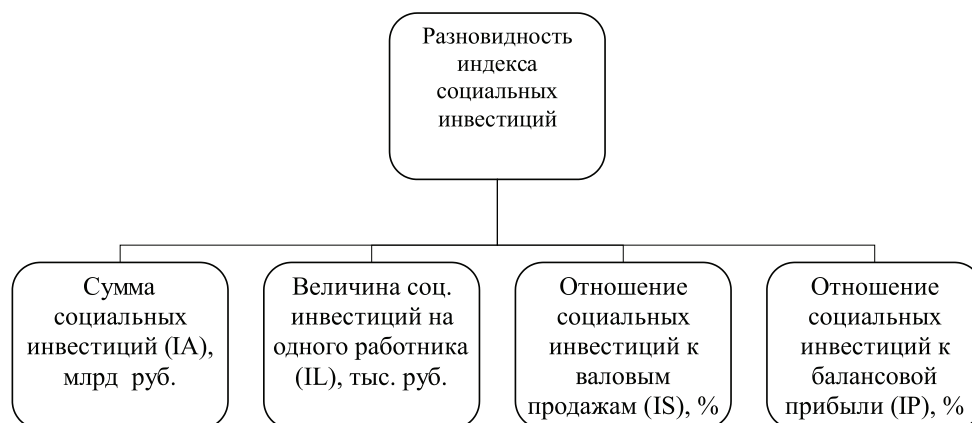 Разновидность
индекса
социальных
инвестиций
Сумма
социальных
инвестиций (IA),
млрд руб.
Величина соц.
инвестиций на
одного работника
(IL), тыс. руб.
Отношение
социальных
инвестиций к
валовым
продажам (IS), %
Отношение
социальных
инвестиций к
балансовой
прибыли (IP), %